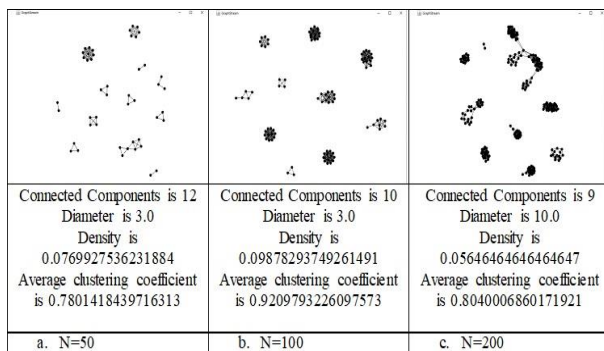 GraphStream
GraphStream
GraphStream
Connected Components is 12
Diameter is 3.0
Density is
0.0769927536231884
Average clustering coefficient
is 0.7801418439716313
Connected Components is 10
Diameter is 3.0
Density is
0.09878293749261491
Average clustering coefficient
is 0.9209793226097573
Connected Components is 9
Diameter is 10.0
Density is
0.05646464646464647
Average clustering coefficient
is 0.8040006860171921
a. N=50
b. N=100
c. N=200